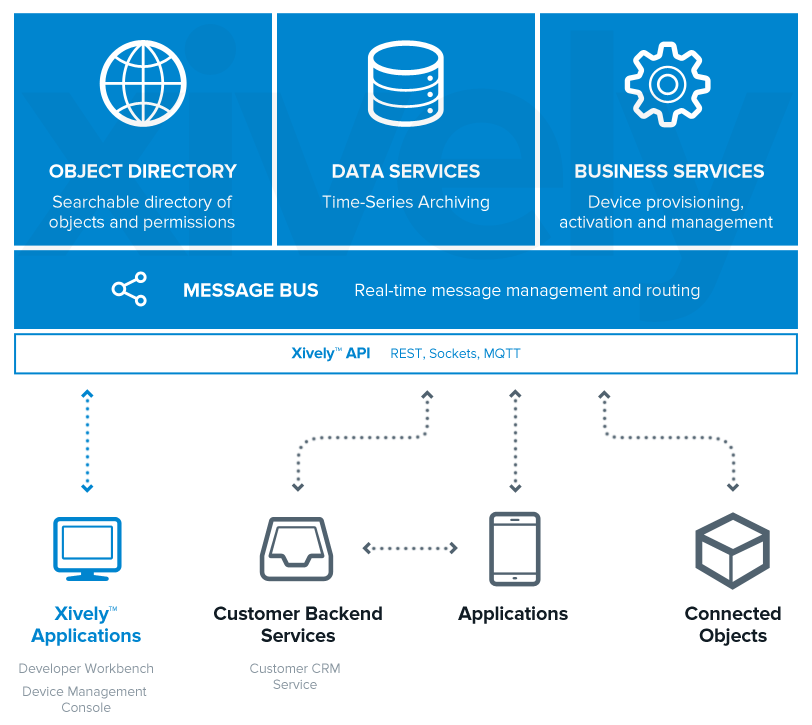 xively
OBJECT DIRECTORY
Searchable directory of
objects and permissions
DATA SERVICES
Time-Series Archiving
BUSINESS SERVICES
Device provisioning,
activation and management
MESSAGE BUS Real-time message management and routing
Xively™ API REST, Sockets, MQTT
Xively™
Applications
Developer Workbench
Device Management
Console
Customer Backend
Services
Customer CRM
Service
Applications
Connected
Objects